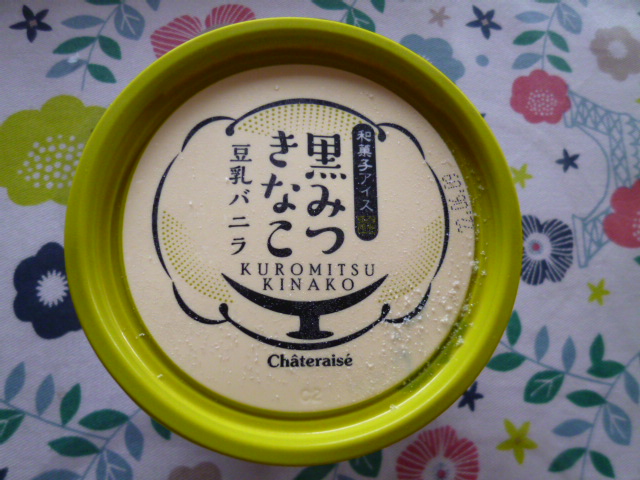 和菓子アイス
黒みつ
きなこ
豆乳バニラ
KUROMITSU
KINAKO
Châteraisé